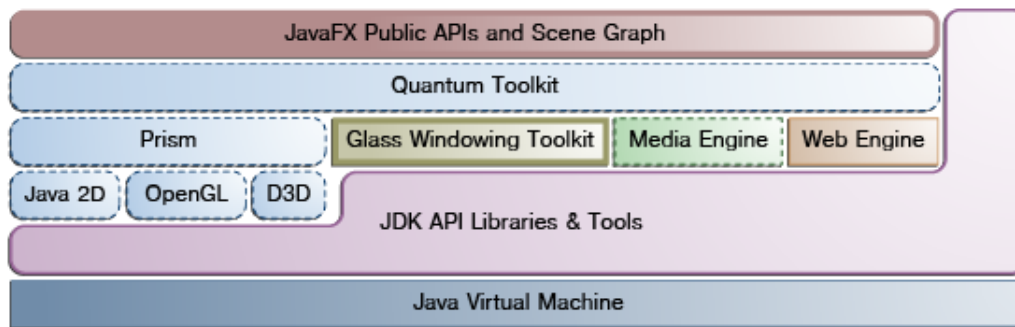 JavaFX Public APIs and Scene Graph
Quantum Toolkit
Prism
Glass Windowing Toolkit
Media Engine
Web Engine
Java 2D
OpenGL
D3D
JDK API Libraries & Tools
Java Virtual Machine